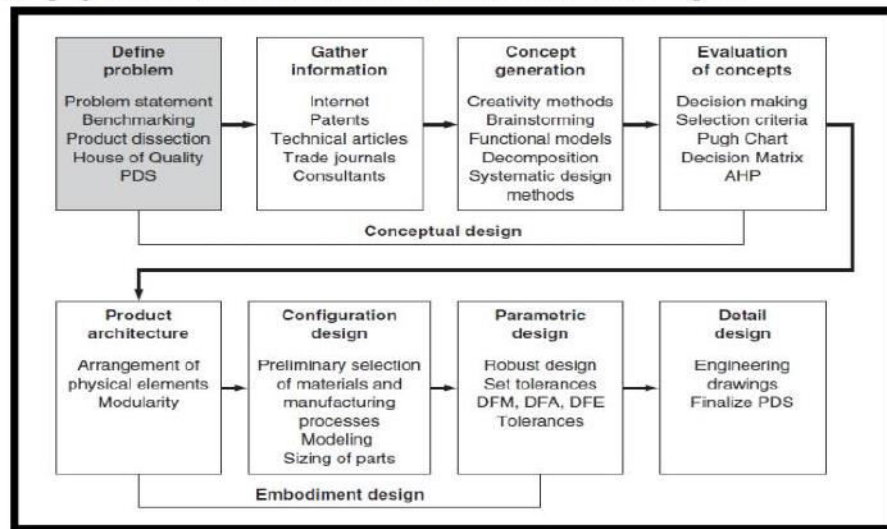 Define
problem
Problem statement
Benchmarking
Product dissection
House of Quality
PDS
Gather
information
Internet
Patents
Technical articles
Trade journals
Consultants
Concept
generation
Creativity methods
Brainstorming
Functional models
Decomposition
Systematic design
methods
Evaluation
of concepts
Decision making
Selection criteria
Pugh Chart
Decision Matrix
AHP
Conceptual design
Product
architecture
Arrangement of
physical elements
Modularity
Configuration
design
Preliminary selection
of materials and
manufacturing
processes
Modeling
Sizing of parts
Parametric
design
Robust design
Set tolerances
DFM, DFA, DFE
Tolerances
Detail
design
Engineering
drawings
Finalize PDS
Embodiment design